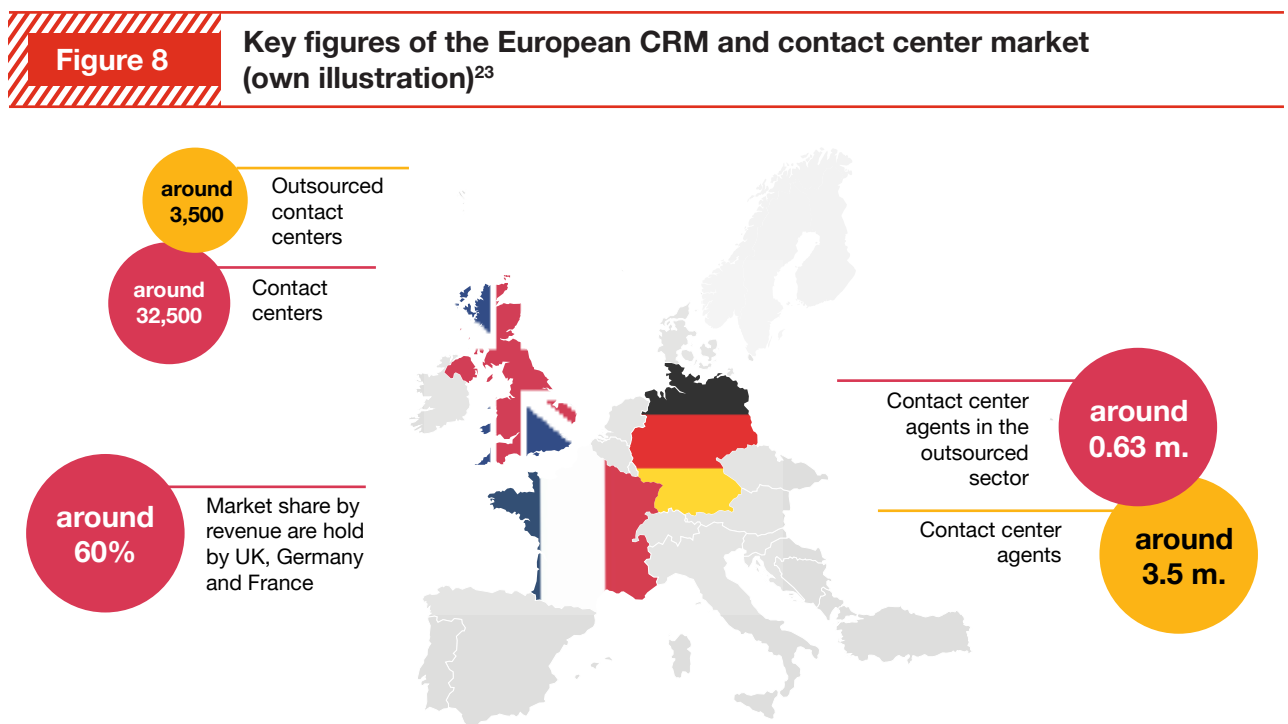 Figure 8
Key figures of the European CRM and contact center market
(own illustration)23
around
3,500
Outsourced
contact
centers
around
32,500
Contact
centers
around
60%
Market share by
revenue are hold
by UK, Germany
and France
Contact center
agents in the
outsourced
sector
around
0.63 m.
Contact center
agents
around
3.5 m.